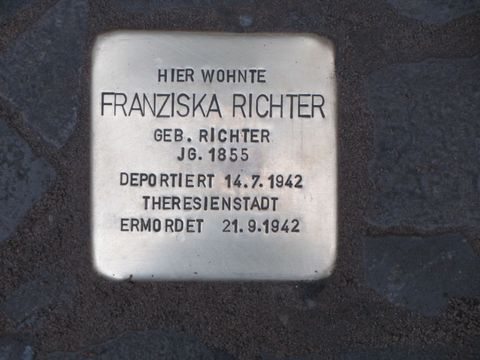 HIER WOHNTE
FRANZISKA RICHTER
GEB. RICHTER
JG. 1855
DEPORTIERT 14.7.1942
THERESIENSTADT
ERMORDET 21.9.1942